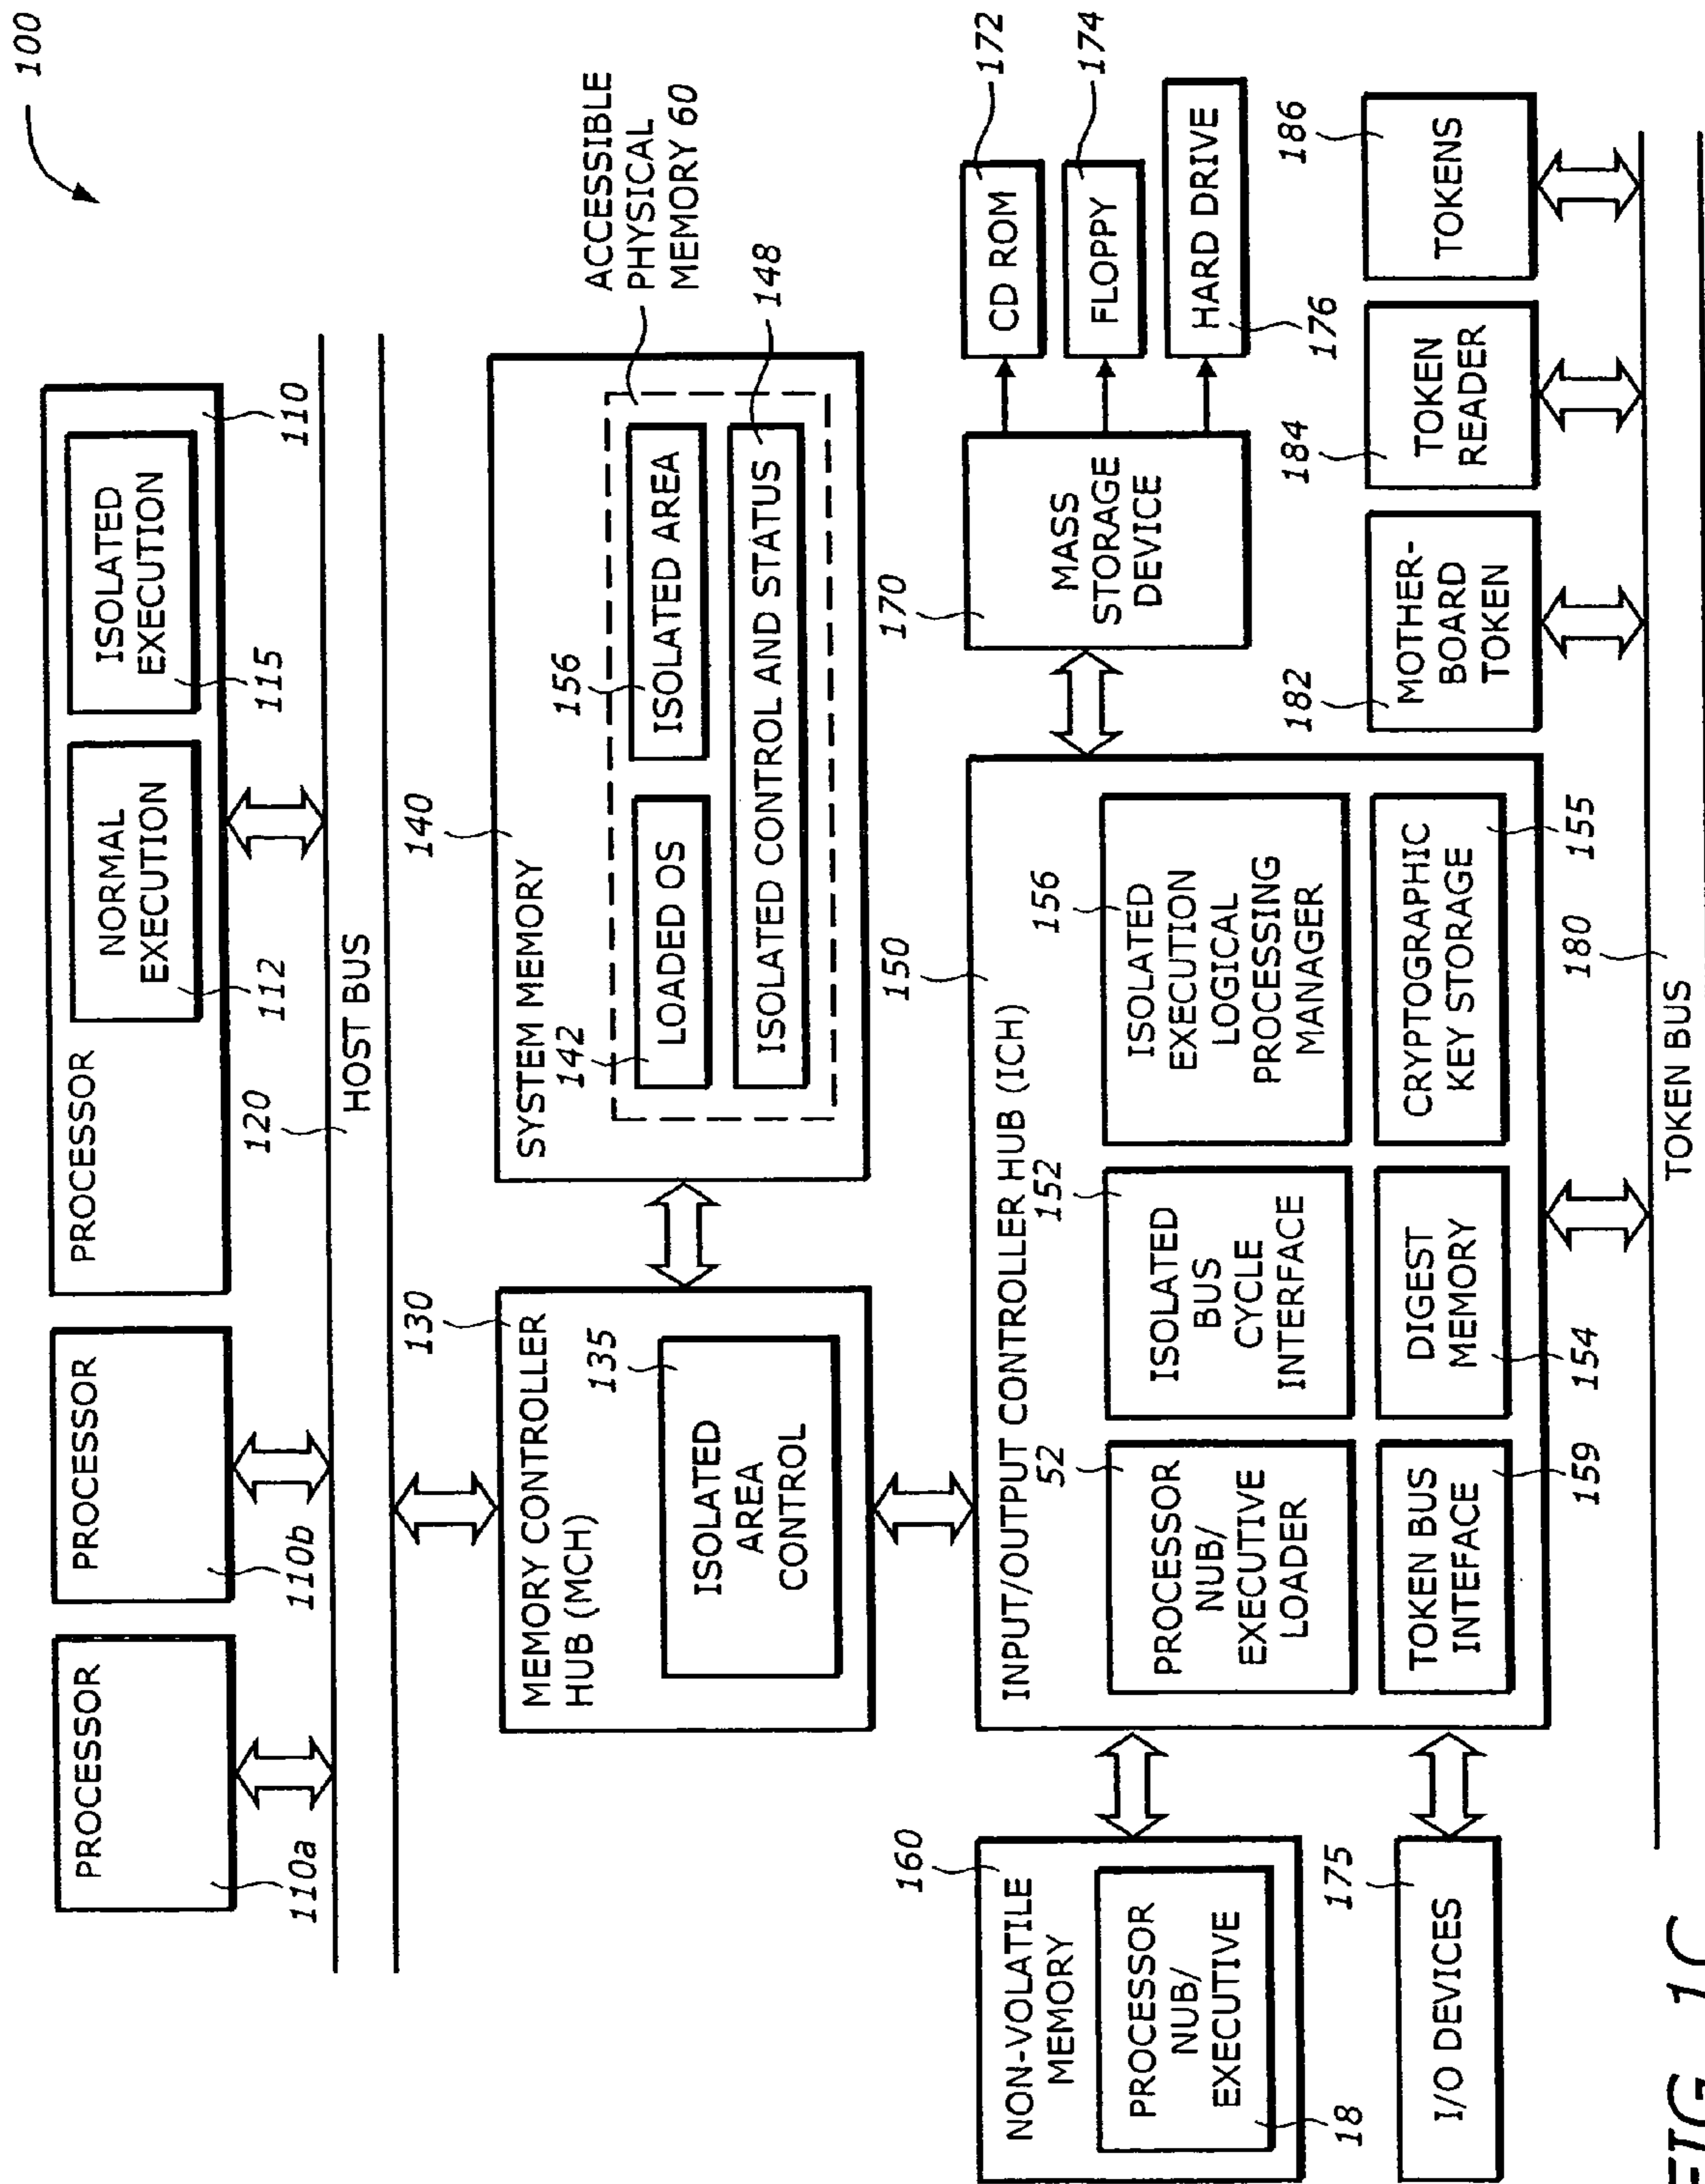 100
PROCESSOR
110a
PROCESSOR
110b
PROCESSOR
NORMAL
EXECUTION
112
ISOLATED
EXECUTION
115
110
120
HOST BUS
130
MEMORY CONTROLLER
HUB (MCH)
135
ISOLATED
AREA
CONTROL
140
SYSTEM MEMORY
142
LOADED OS
156
ISOLATED AREA
ISOLATED CONTROL AND STATUS
148
ACCESSIBLE
PHYSICAL
MEMORY 60
150
INPUT/OUTPUT CONTROLLER HUB (ICH)
52
PROCESSOR
NUB/
EXECUTIVE
LOADER
152
ISOLATED
BUS
CYCLE
INTERFACE
156
ISOLATED
EXECUTION
LOGICAL
PROCESSING
MANAGER
TOKEN BUS
INTEFACE
159
DIGEST
MEMORY
154
CRYPTOGRAPHIC
KEY STORAGE
155
160
NON-VOLATILE
MEMORY
PROCESSOR
NUB/
EXECUTIVE
18
175
I/O DEVICES
170
MASS
STORAGE
DEVICE
CD ROM
172
FLOPPY
174
HARD DRIVE
176
182
MOTHER-
BOARD
TOKEN
184
TOKEN
READER
186
TOKENS
180
TOKEN BUS
FIG. 1C